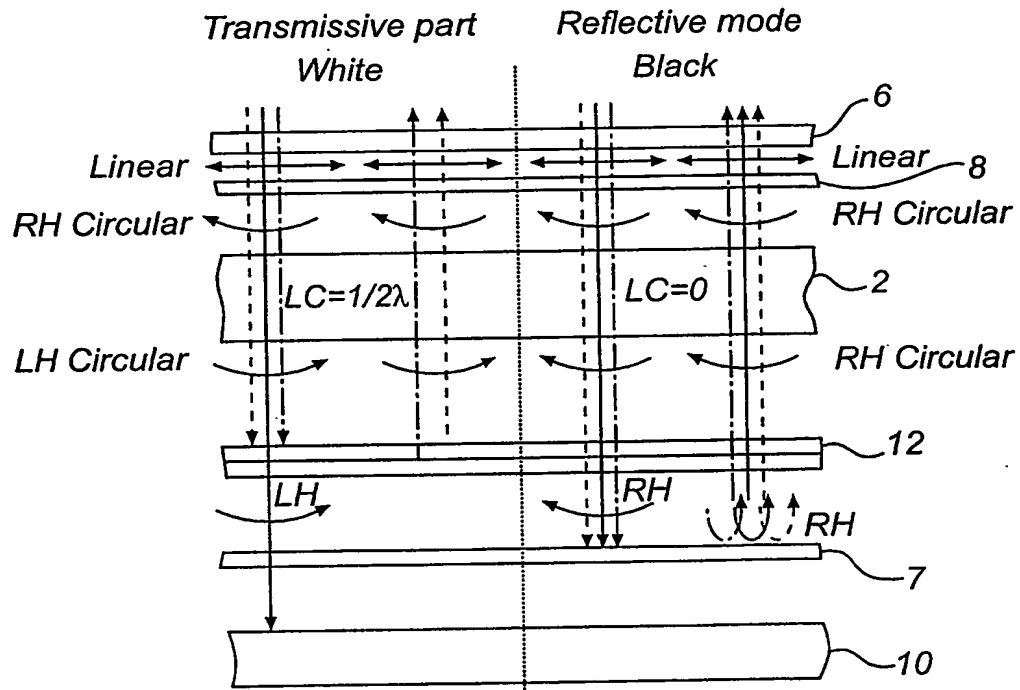 Transmissive part
White
Reflective mode
Black
6
Linear
Linear
8
RH Circular
RH Circular
LC=1/2λ
LC=0
2
LH Circular
RH Circular
12
LH
RH
RH
7
10